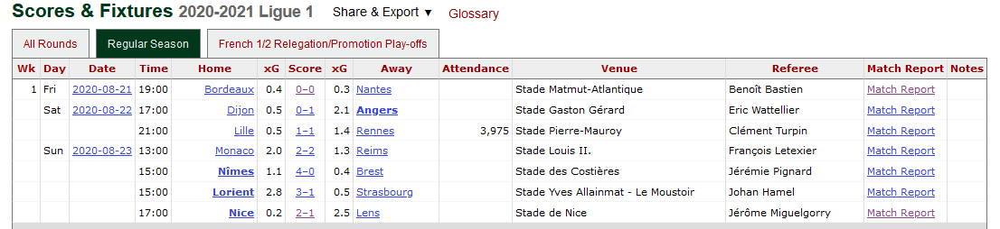 Scores & Fixtures 2020-2021 Ligue 1 Share & Export ▼ Glossary
All Rounds Regular Season French 1/2 Relegation/Promotion Play-offs
Wk Day Date Time Home xG Score xG Away Attendance Venue Referee Match Report Notes
1 Fri 2020-08-21 19:00 Bordeaux 0.4 0–0 0.3 Nantes Stade Matmut-Atlantique Benoît Bastien Match Report
Sat 2020-08-22 17:00 Dijon 0.5 0–1 2.1 Angers Stade Gaston Gérard Eric Wattellier Match Report
21:00 Lille 0.5 1–1 1.4 Rennes 3,975 Stade Pierre-Mauroy Clément Turpin Match Report
Sun 2020-08-23 13:00 Monaco 2.0 2–2 1.3 Reims Stade Louis II. François Letexier Match Report
15:00 Nîmes 1.1 4–0 0.4 Brest Stade des Costières Jérémie Pignard Match Report
15:00 Lorient 2.8 3–1 0.5 Strasbourg Stade Yves Allainmat - Le Moustoir Johan Hamel Match Report
17:00 Nice 0.2 2–1 2.5 Lens Stade de Nice Jérôme Miguelgorry Match Report